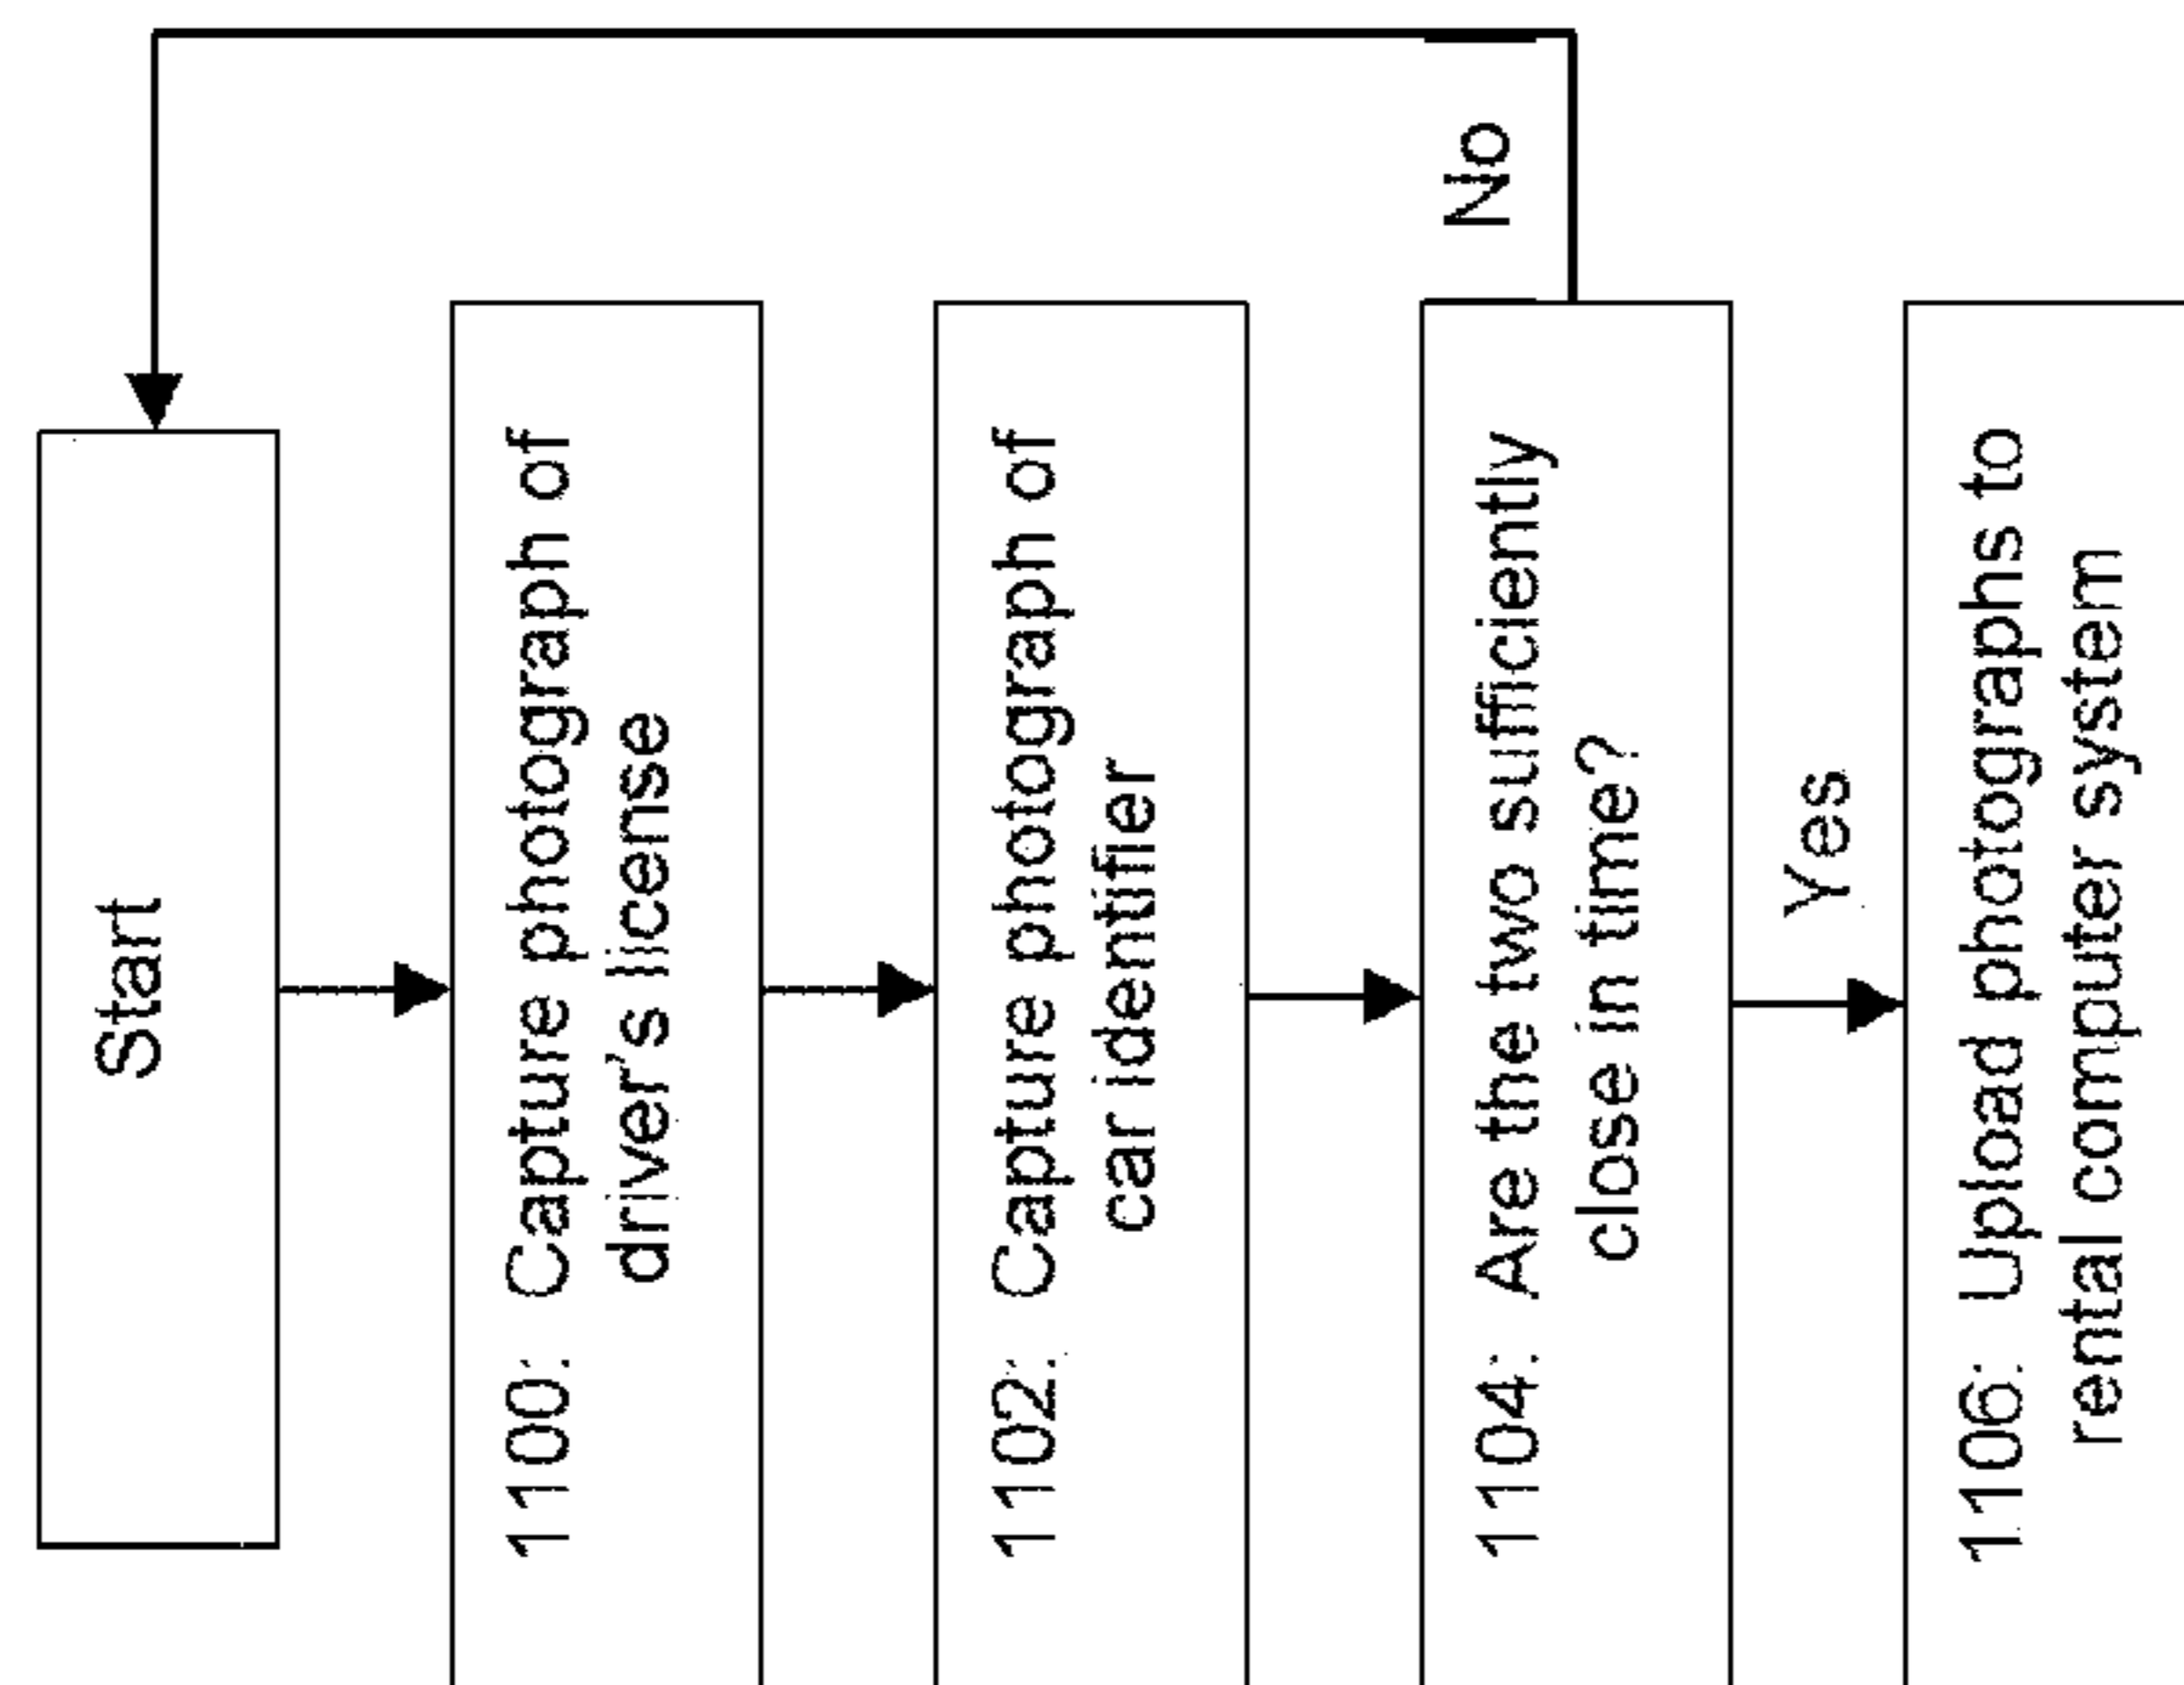 Start
1100: Capture photograph of
driver's license
1102: Capture photograph of
car identifier
1104: Are the two sufficiently
close in time?
No
Yes
1106: Upload photographs to
rental computer system